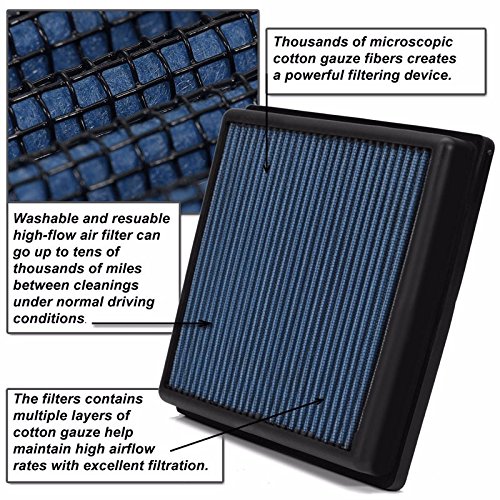 Thousands of microscopic
cotton gauze fibers creates
a powerful filtering device.
Washable and resuable
high-flow air filter can
go up to tens of
thousands of miles
between cleanings
under normal driving
conditions.
The filters contains
multiple layers of
cotton gauze help
maintain high airflow
rates with excellent filtration.